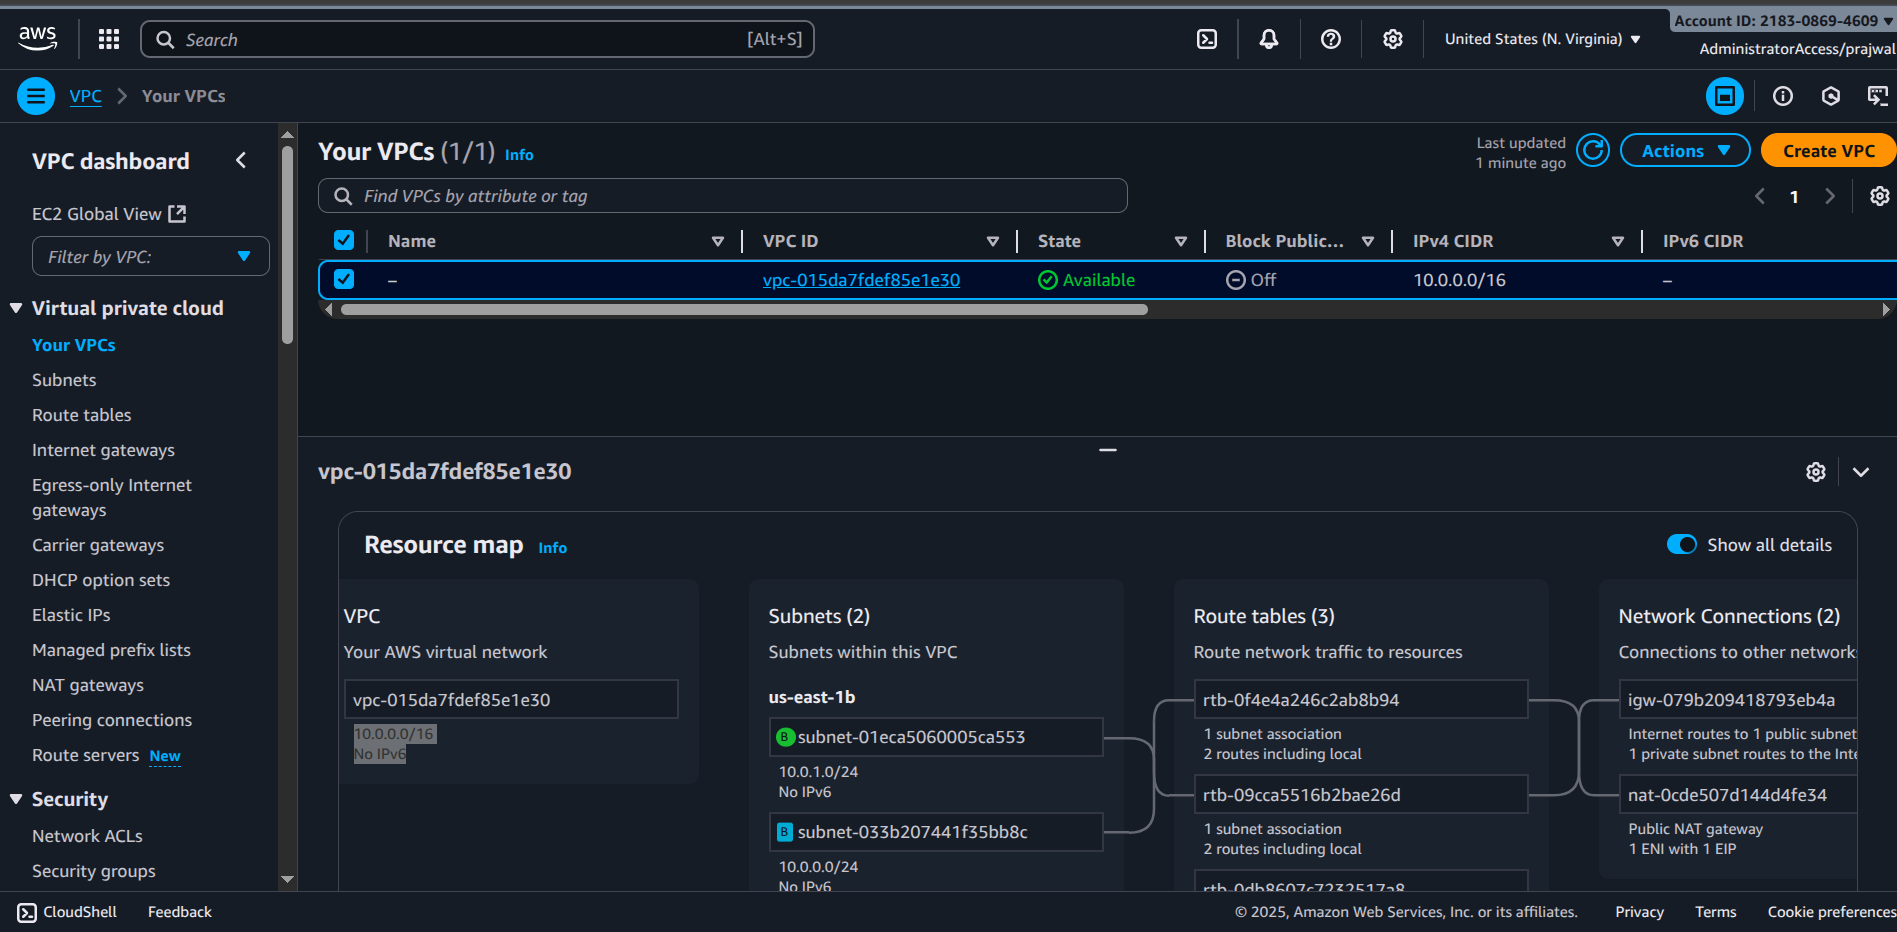 aws
Search
[Alt+S]
United States (N. Virginia)
Account ID: 2183-0869-4609
AdministratorAccess/prajwal
VPC
Your VPCs
VPC dashboard
EC2 Global View
Filter by VPC:
Virtual private cloud
Your VPCs
Subnets
Route tables
Internet gateways
Egress-only Internet
gateways
Carrier gateways
DHCP option sets
Elastic IPs
Managed prefix lists
NAT gateways
Peering connections
Route servers New
Security
Network ACLs
Security groups
Your VPCs (1/1) Info
Last updated
1 minute ago
Actions
Create VPC
Find VPCs by attribute or tag
1
Name VPC ID State Block Public... IPv4 CIDR IPv6 CIDR
– vpc-015da7fdef85e1e30 Available Off 10.0.0.0/16 –
vpc-015da7fdef85e1e30
Resource map Info
Show all details
VPC
Your AWS virtual network
vpc-015da7fdef85e1e30
10.0.0.0/16
No IPv6
Subnets (2)
Subnets within this VPC
us-east-1b
B subnet-01eca5060005ca553
10.0.1.0/24
No IPv6
B subnet-033b207441f35bb8c
10.0.0.0/24
No IPv6
Route tables (3)
Route network traffic to resources
rtb-0f4e4a246c2ab8b94
1 subnet association
2 routes including local
rtb-09cca5516b2bae26d
1 subnet association
2 routes including local
rtb-0db8607c7232517a8
Network Connections (2)
Connections to other network
igw-079b209418793eb4a
Internet routes to 1 public subnet
1 private subnet routes to the Inte
nat-0cde507d144d4fe34
Public NAT gateway
1 ENI with 1 EIP
CloudShell
Feedback
© 2025, Amazon Web Services, Inc. or its affiliates.
Privacy
Terms
Cookie preferences